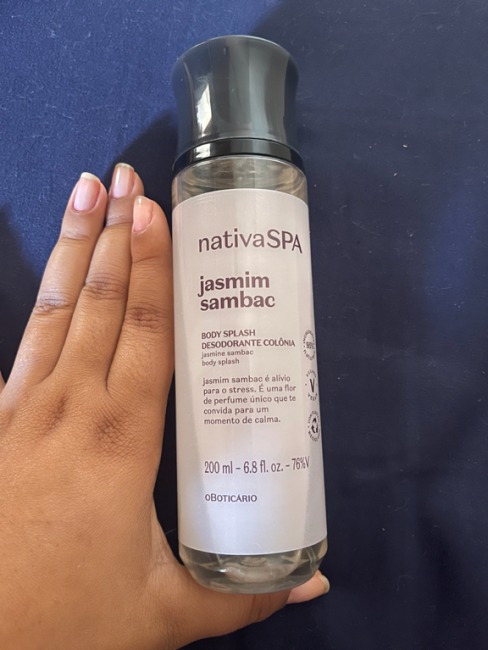 nativaSPA
jasmim
sambac
BODY SPLASH
DESODORANTE COLÔNIA
jasmine sambac
body splash
jasmim sambac é alívio
para o stress. É uma flor
de perfume único que te
convida para um
momento de calma.
200 ml – 6.8 fl. oz. – 76%V
oBOTICÁRIO